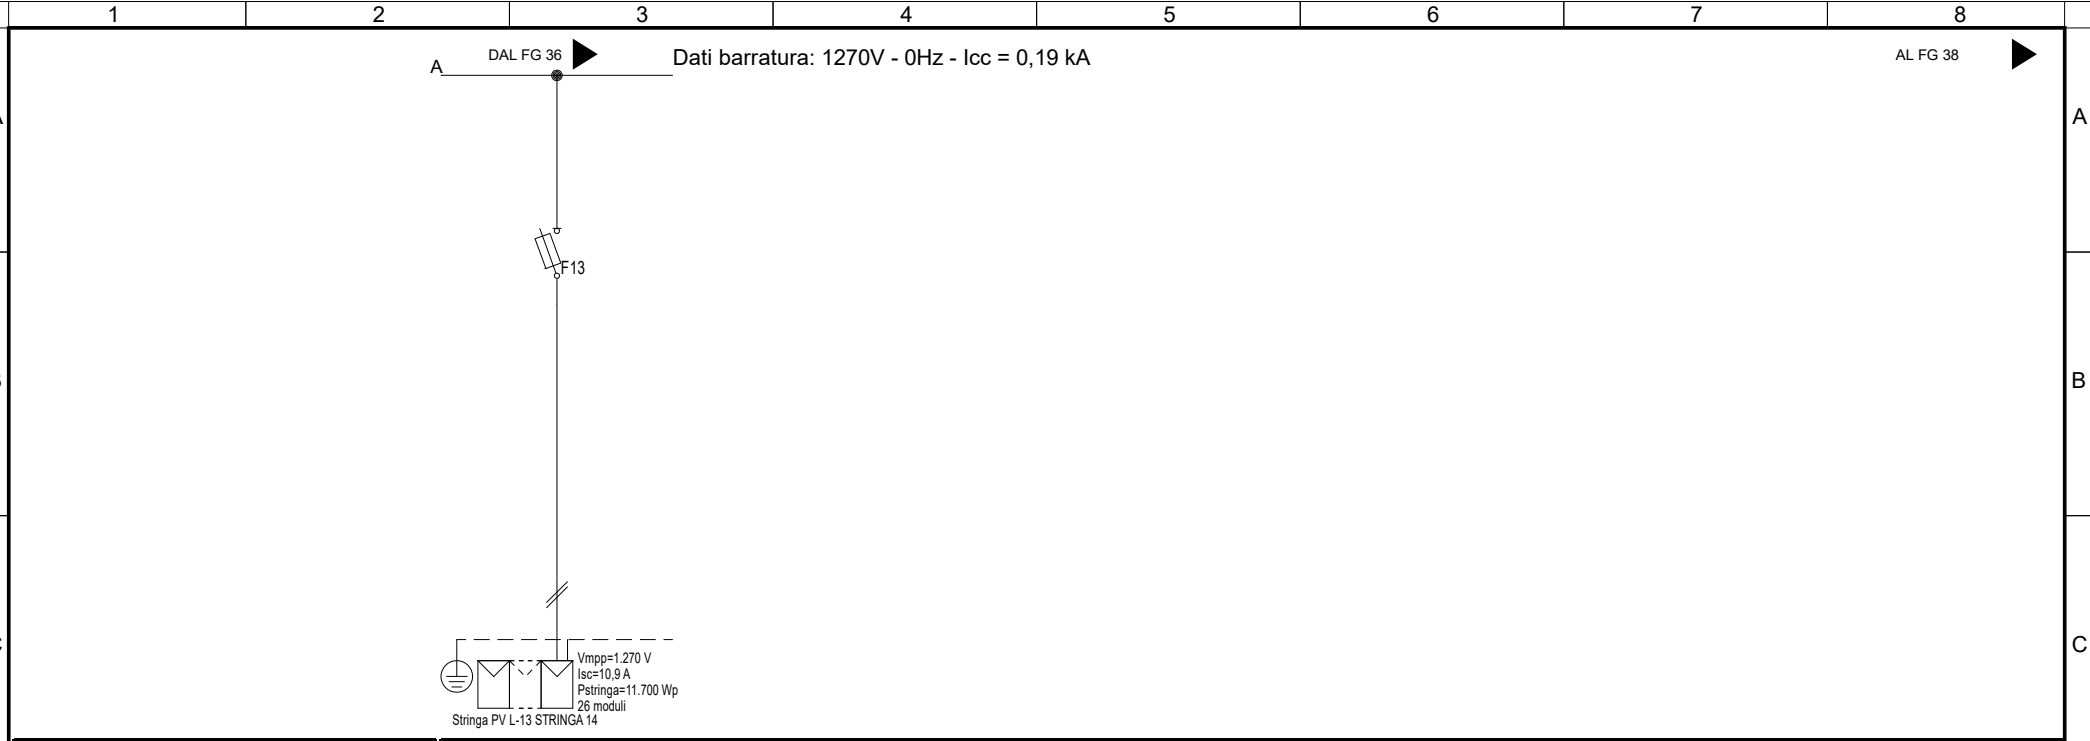 1 2 3 4 5 6 7 8
DAL FG 36
Dati barratura: 1270V - 0Hz - Icc = 0,19 kA
AL FG 38
A
A
F13
B
C
Vmpp=1.270 V
Isc=10,9 A
Pstringa=11.700 Wp
26 moduli
Stringa PV L-13 STRINGA 14